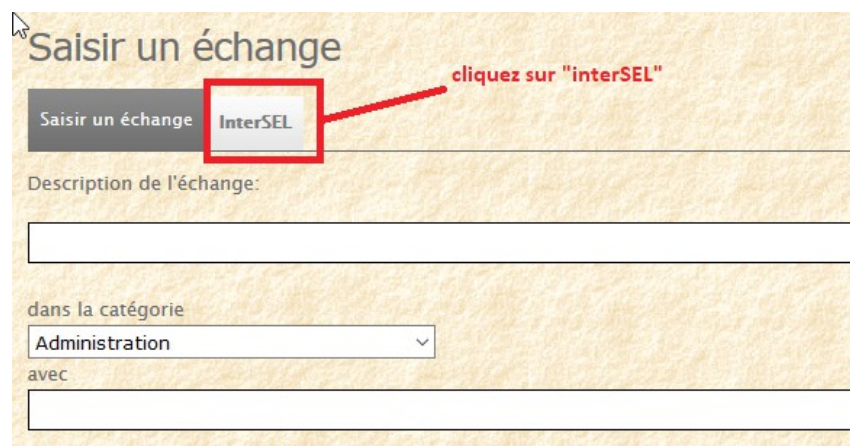 Saisir un échange
cliquez sur "interSEL"
Saisir un échange
InterSEL
Description de l'échange:
dans la catégorie
Administration
avec